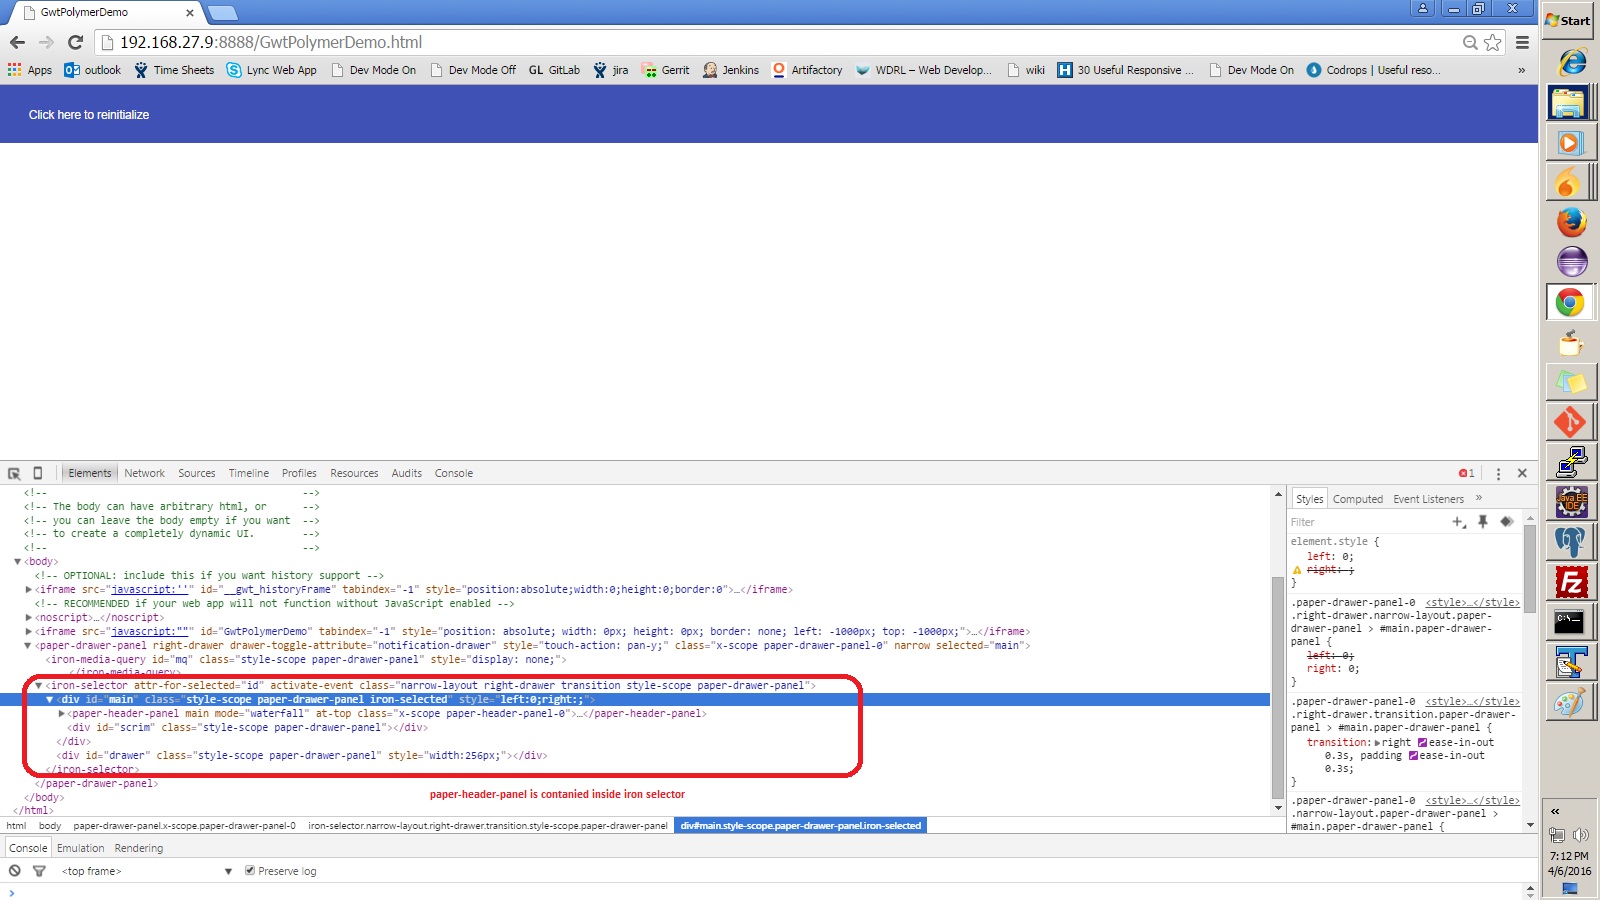 GwtPolymerDemo
192.168.27.9:8888/GwtPolymerDemo.html
Apps outlook Time Sheets Lync Web App Dev Mode On Dev Mode Off GL GitLab jira Gerrit Jenkins Artifactory WDRL – Web Develop... wiki H 30 Useful Responsive ... Dev Mode On Codrops | Useful reso... »
Click here to reinitialize
Elements Network Sources Timeline Profiles Resources Audits Console 1
<!-- -->
<!-- The body can have arbitrary html, or -->
<!-- you can leave the body empty if you want -->
<!-- to create a completely dynamic UI. -->
<!-- -->
▼<body>
<!-- OPTIONAL: include this if you want history support -->
▶<iframe src="javascript:''" id="__gwt_historyFrame" tabindex="-1" style="position:absolute;width:0;height:0;border:0">…</iframe>
<!-- RECOMMENDED if your web app will not function without JavaScript enabled -->
▶<noscript>…</noscript>
▶<iframe src="javascript:""" id="GwtPolymerDemo" tabindex="-1" style="position: absolute; width: 0px; height: 0px; border: none; left: -1000px; top: -1000px;">…</iframe>
▼<paper-drawer-panel right-drawer drawer-toggle-attribute="notification-drawer" style="touch-action: pan-y;" class="x-scope paper-drawer-panel-0" narrow selected="main">
<iron-media-query id="mq" class="style-scope paper-drawer-panel" style="display: none;">
</iron-media-query>
▼<iron-selector attr-for-selected="id" activate-event class="narrow-layout right-drawer transition style-scope paper-drawer-panel">
▼<div id="main" class="style-scope paper-drawer-panel iron-selected" style="left:0;right:;">
▶<paper-header-panel main mode="waterfall" at-top class="x-scope paper-header-panel-0">…</paper-header-panel>
<div id="scrim" class="style-scope paper-drawer-panel"></div>
</div>
<div id="drawer" class="style-scope paper-drawer-panel" style="width:256px;"></div>
</iron-selector>
</paper-drawer-panel>
paper-header-panel is contanied inside iron selector
</body>
</html>
html body paper-drawer-panel.x-scope.paper-drawer-panel-0 iron-selector.narrow-layout.right-drawer.transition.style-scope.paper-drawer-panel div#main.style-scope.paper-drawer-panel.iron-selected
Styles Computed Event Listeners »
Filter
element.style {
left: 0;
right: ;
}
.paper-drawer-panel-0 <style>…</style>
.right-drawer.narrow-layout.paper-
drawer-panel > #main.paper-drawer-
panel {
left: 0;
right: 0;
}
.paper-drawer-panel-0 <style>…</style>
.right-drawer.transition.paper-drawer-
panel > #main.paper-drawer-panel {
transition:▶right ease-in-out
0.3s, padding ease-in-out
0.3s;
}
.paper-drawer-panel-0 <style>…</style>
.narrow-layout.paper-drawer-panel >
#main.paper-drawer-panel {
Console Emulation Rendering
<top frame> ▼ Preserve log
>
Start
Java EE
IDE
Fz
C:\_
«
7:12 PM
4/6/2016